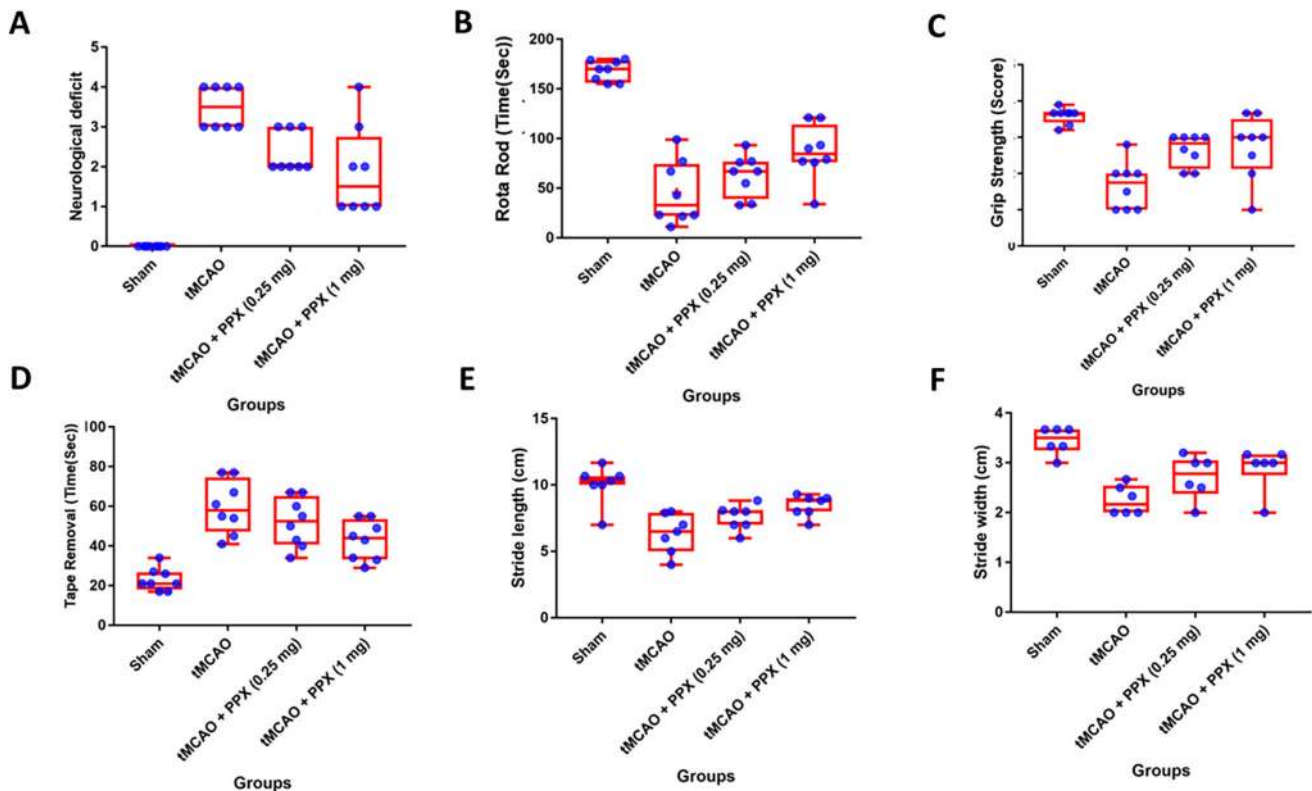 A
Neurological deficit
5
4
3
2
1
0
Sham
tMCAO
tMCAO + PPX (0.25 mg)
tMCAO + PPX (1 mg)
Groups
B
Rota Rod (Time(Sec))
200
150
100
50
0
Sham
tMCAO
tMCAO + PPX (0.25 mg)
tMCAO + PPX (1 mg)
Groups
C
Grip Strength (Score)
Sham
tMCAO
tMCAO + PPX (0.25 mg)
tMCAO + PPX (1 mg)
D
Tape Removal (Time(Sec))
100
80
60
40
20
0
Sham
tMCAO
tMCAO + PPX (0.25 mg)
tMCAO + PPX (1 mg)
Groups
E
Stride length (cm)
15
10
5
0
Sham
tMCAO
tMCAO + PPX (0.25 mg)
tMCAO + PPX (1 mg)
Groups
F
Stride width (cm)
4
3
2
1
0
Sham
tMCAO
tMCAO + PPX (0.25 mg)
tMCAO + PPX (1 mg)
Groups